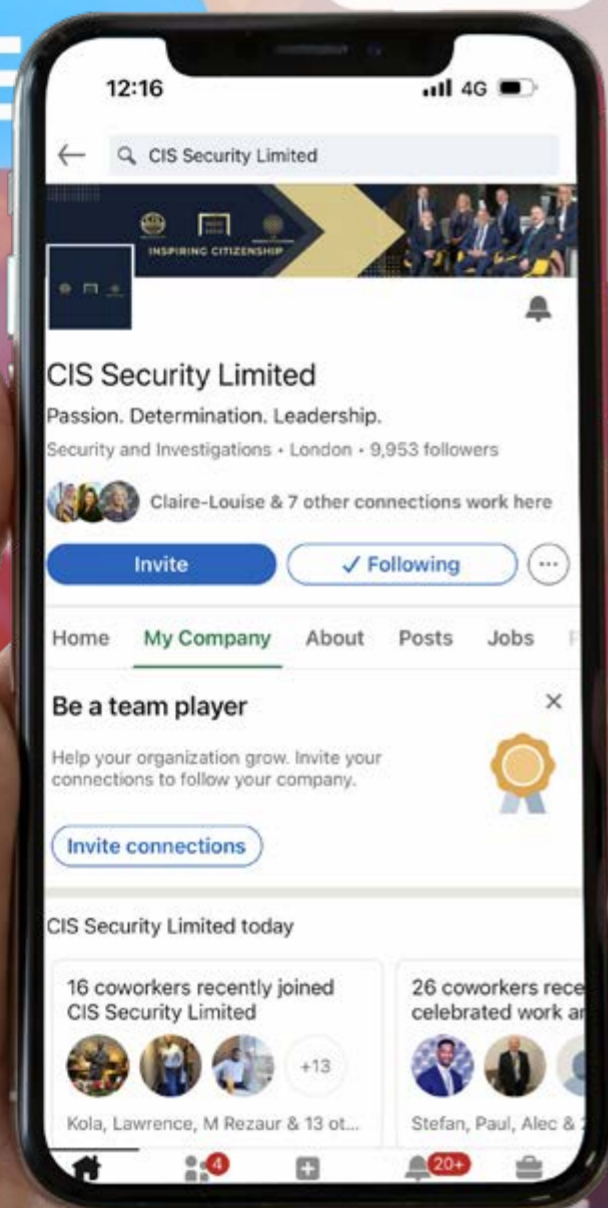 12:16
4G
CIS Security Limited
INSPIRING CITIZENSHIP
CIS Security Limited
Passion. Determination. Leadership.
Security and Investigations • London • 9,953 followers
Claire-Louise & 7 other connections work here
Invite
✓ Following
Home My Company About Posts Jobs
Be a team player
Help your organization grow. Invite your
connections to follow your company.
Invite connections
CIS Security Limited today
16 coworkers recently joined
CIS Security Limited
+13
Kola, Lawrence, M Rezaur & 13 ot...
26 coworkers rece
celebrated work an
Stefan, Paul, Alec &
4
20+